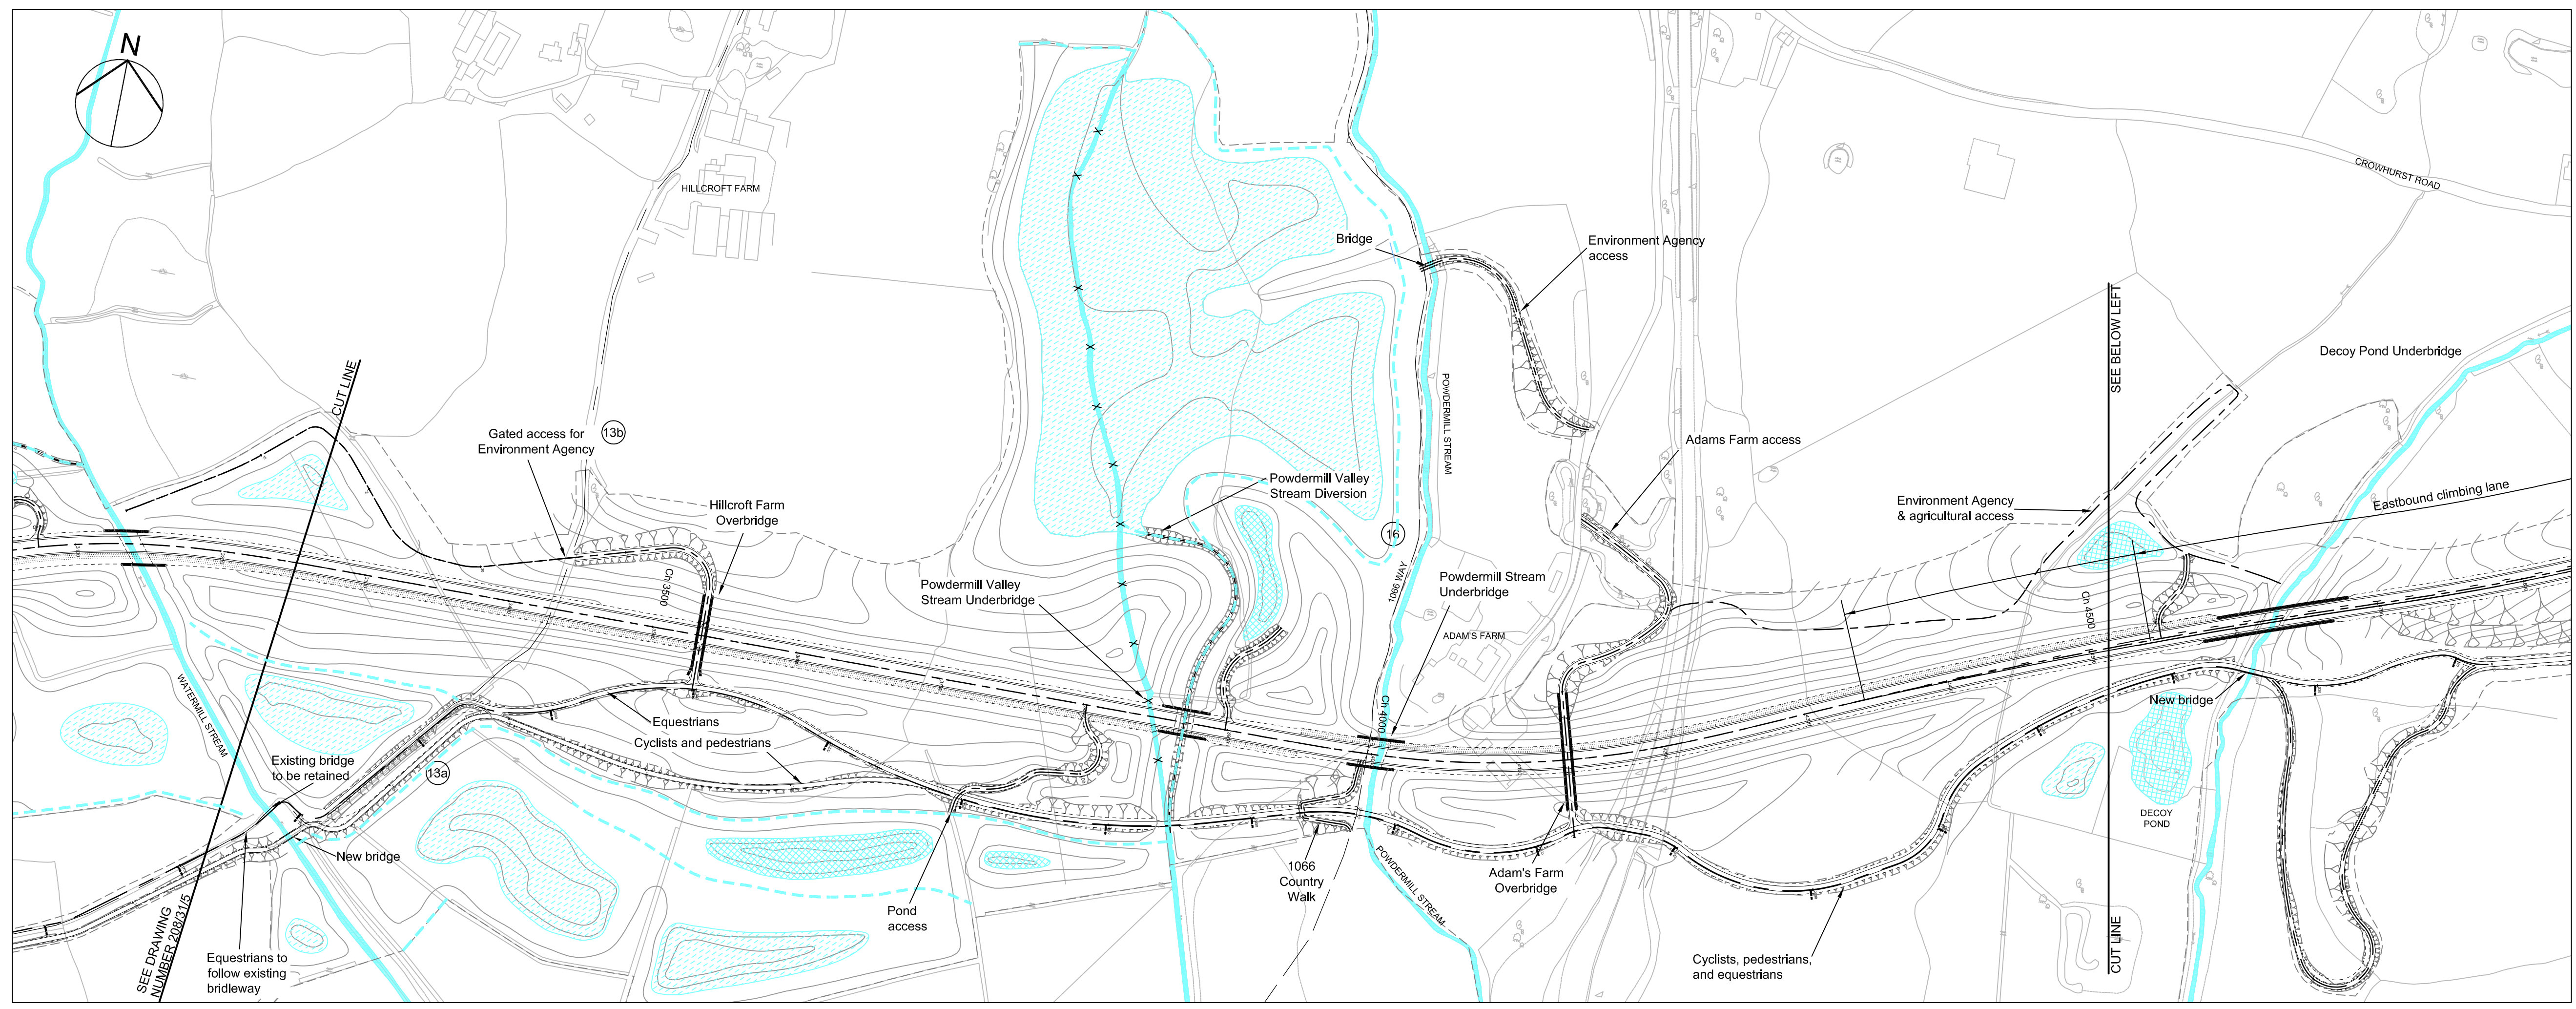 N
HILLCROFT FARM
CROWHURST ROAD
Bridge
Environment Agency
access
SEE BELOW LEFT
Decoy Pond Underbridge
CUT LINE
POWDERMILL STREAM
Gated access for
Environment Agency
13b
Adams Farm access
Powdermill Valley
Stream Diversion
Hillcroft Farm
Overbridge
Eastbound climbing lane
Environment Agency
& agricultural access
16
Ch 3500
1066 WAY
Powdermill Valley
Stream Underbridge
Powdermill Stream
Underbridge
Ch 4500
ADAM'S FARM
WATERMILL STREAM
Ch 4000
New bridge
Equestrians
Cyclists and pedestrians
Existing bridge
to be retained
13a
DECOY
POND
New bridge
1066
Country
Walk
POWDERMILL STREAM
Adam's Farm
Overbridge
Pond
access
SEE DRAWING
NUMBER 208/31/5
Equestrians to
follow existing
bridleway
Cyclists, pedestrians,
and equestrians
CUT LINE